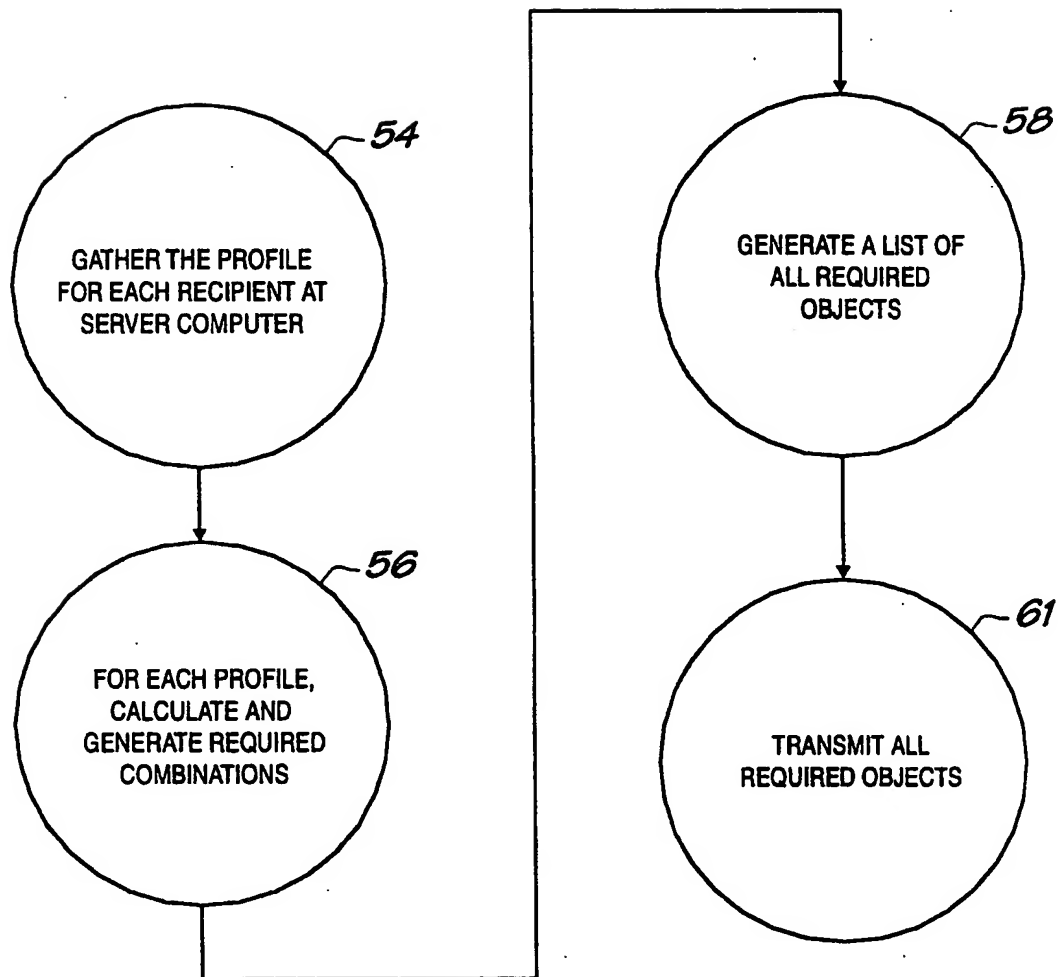 54
GATHER THE PROFILE
FOR EACH RECIPIENT AT
SERVER COMPUTER
56
FOR EACH PROFILE,
CALCULATE AND
GENERATE REQUIRED
COMBINATIONS
58
GENERATE A LIST OF
ALL REQUIRED
OBJECTS
61
TRANSMIT ALL
REQUIRED OBJECTS